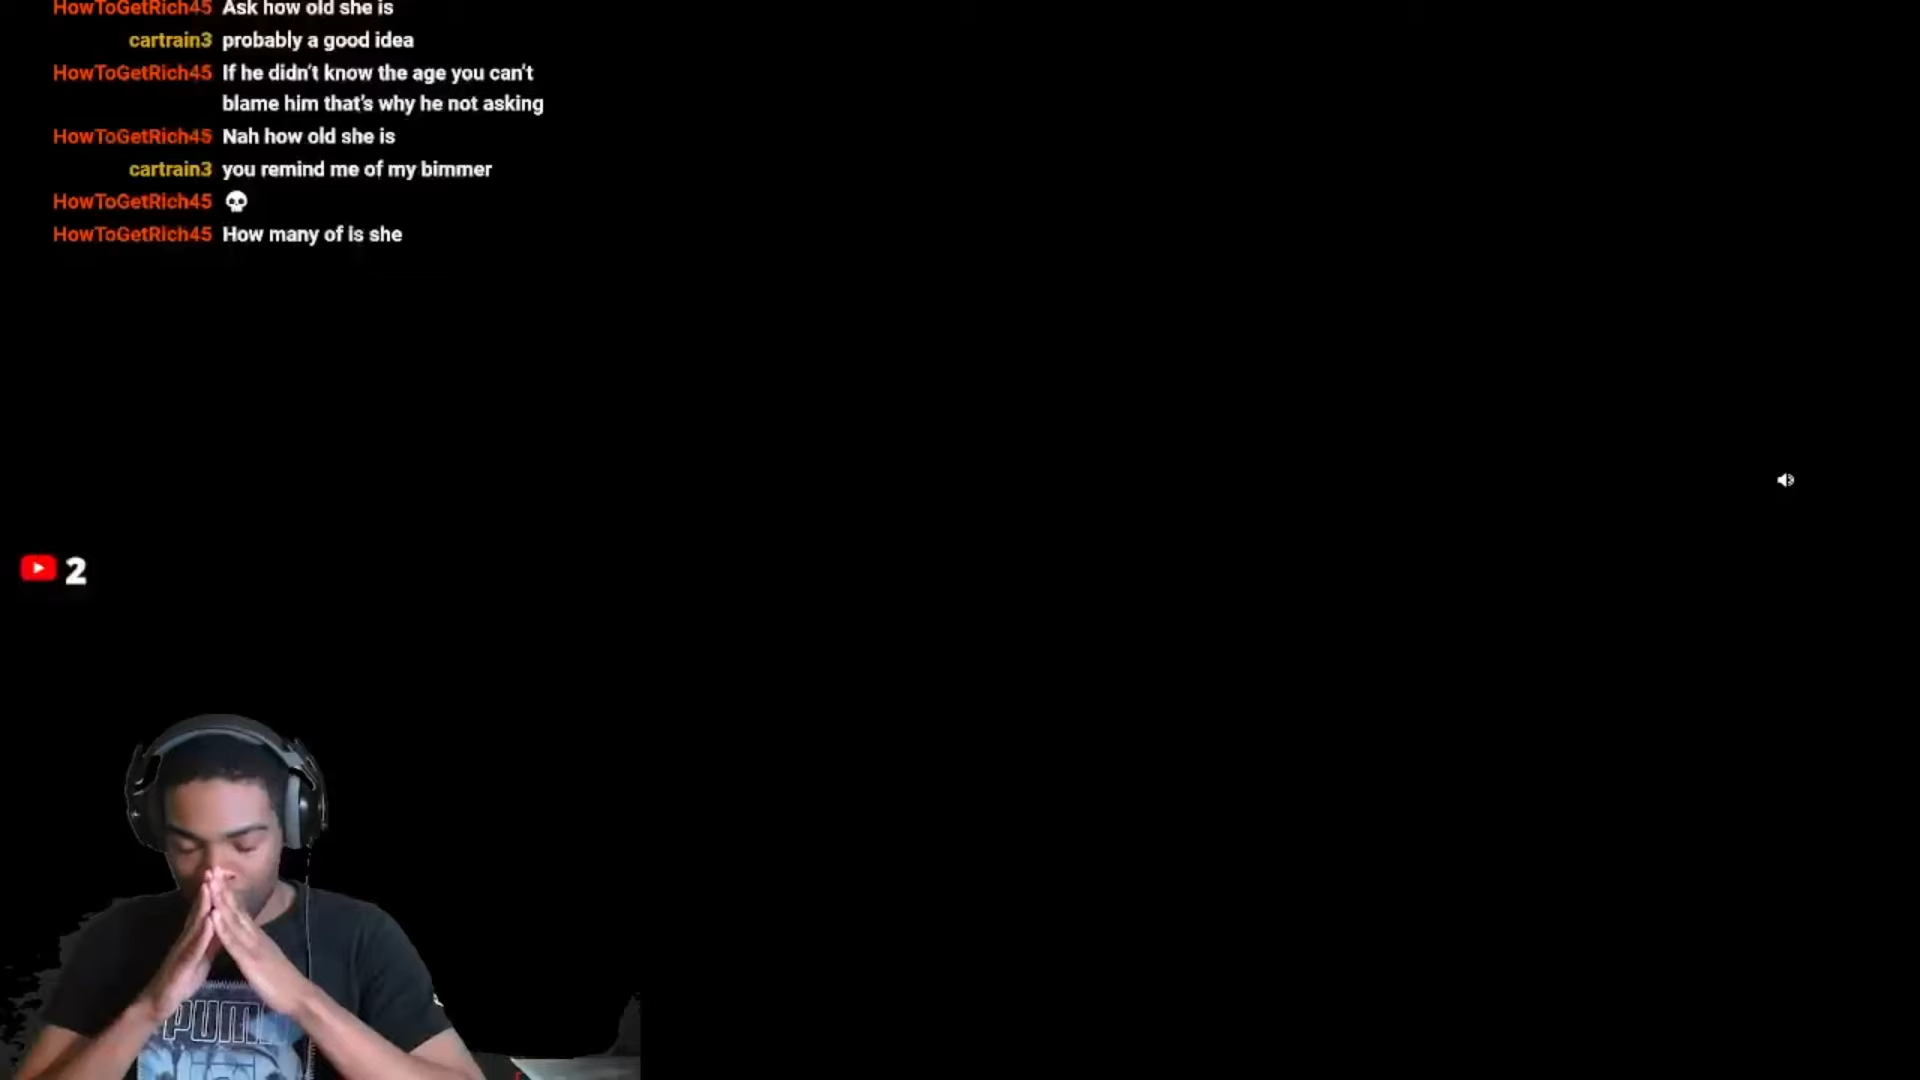 HowToGetRich45 Ask how old she is
cartrain3 probably a good idea
HowToGetRich45 If he didn't know the age you can't
blame him that's why he not asking
HowToGetRich45 Nah how old she is
cartrain3 you remind me of my bimmer
HowToGetRich45 💀
HowToGetRich45 How many of is she
2
PUMA